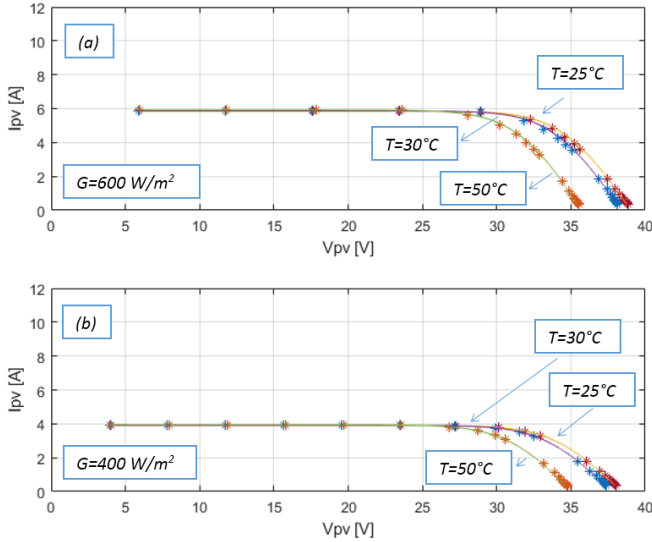 12
(a)
10
T=25°C
8
6
T=30°C
4
G=600 W/m²
T=50°C
2
0
0 5 10 15 20 25 30 35 40
Ipv [A]
Vpv [V]
12
(b)
10
T=30°C
8
T=25°C
6
4
G=400 W/m²
T=50°C
2
0
0 5 10 15 20 25 30 35 40
Ipv [A]
Vpv [V]